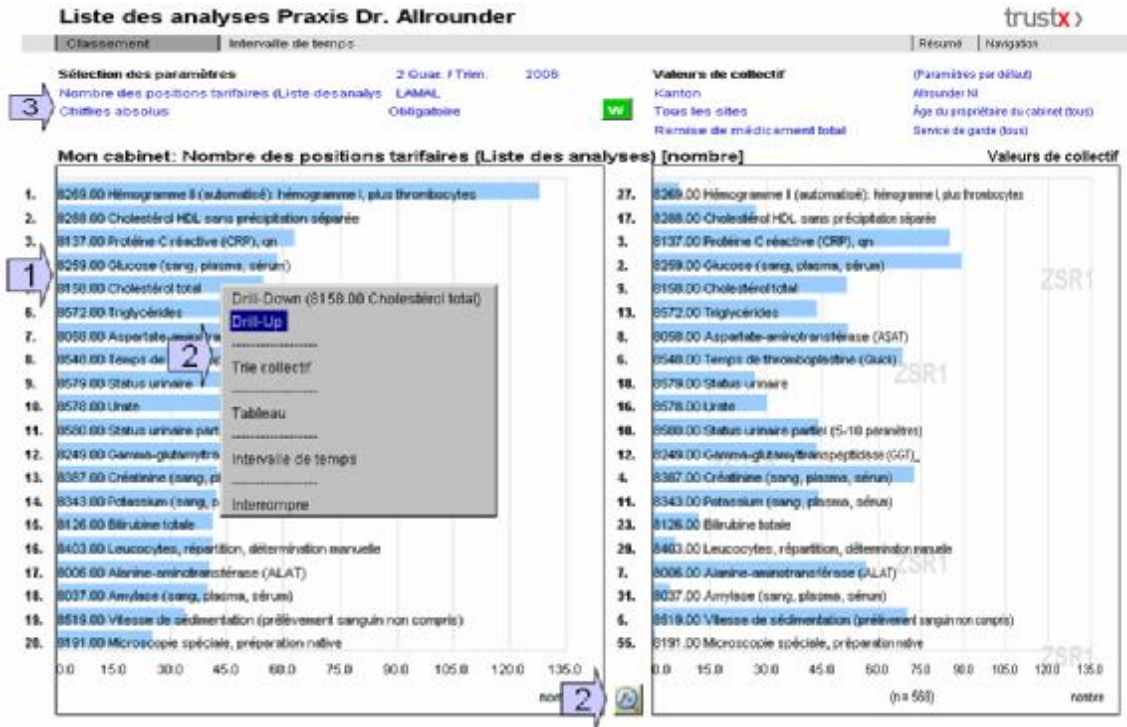 Liste des analyses Praxis Dr. Allrounder
trustx
Classement
Intervalle de temps
Résumé
Navigation
Sélection des paramètres
2 Quar. / Trim.
2006
Nombre des positions tarifaires (Liste desanalys
LAMAL
3
Chiffres absolus
Obligatoire
W
Valeurs de collectif
(Paramètres par défaut)
Kanton
Allrounder NI
Tous les sites
Âge du propriétaire du cabinet (tous)
Remise de médicament total
Service de garde (tous)
Mon cabinet: Nombre des positions tarifaires (Liste des analyses) [nombre]
Valeurs de collectif
1. 8269.00 Hémogramme II (automatisé): hémogramme I, plus thrombocytes
2. 8288.00 Cholestérol HDL sans précipitation séparée
3. 8137.00 Protéine C réactive (CRP), qn
8259.00 Glucose (sang, plasma, sérum)
1
8158.00 Cholestérol total
6. 8572.00 Triglycérides
7. 8058.00 Aspartate-aminotra
8. 8548.00 Temps de
9. 8579.00 Status urinaire
10. 8578.00 Urate
11. 8580.00 Status urinaire part
12. 8249.00 Gamma-glutamyltra
13. 8387.00 Créatinine (sang, pl
14. 8343.00 Potassium (sang, p
15. 8126.00 Bilirubine totale
16. 8403.00 Leucocytes, répartition, détermination manuelle
17. 8006.00 Alanine-aminotransférase (ALAT)
18. 8037.00 Amylase (sang, plasma, sérum)
19. 8519.00 Vitesse de sédimentation (prélèvement sanguin non compris)
20. 8191.00 Microscopie spéciale, préparation native
0.0 15.0 30.0 45.0 60.0 75.0 90.0 105.0 120.0 135.0
Drill-Down (8158.00 Cholestérol total)
Drill-Up
2
Trie collectif
Tableau
Intervalle de temps
Interrompre
2
27. 8269.00 Hémogramme II (automatisé): hémogramme I, plus thrombocytes
17. 8288.00 Cholestérol HDL sans précipitation séparée
3. 8137.00 Protéine C réactive (CRP), qn
2. 8259.00 Glucose (sang, plasma, sérum)
9. 8158.00 Cholestérol total
13. 8572.00 Triglycérides
8. 8058.00 Aspartate-aminotransférase (ASAT)
6. 8548.00 Temps de thromboplastine (Quick)
18. 8579.00 Status urinaire
16. 8578.00 Urate
10. 8580.00 Status urinaire partiel (5-10 paramètres)
12. 8249.00 Gamma-glutamyltranspeptidase (GGT)_
4. 8387.00 Créatinine (sang, plasma, sérum)
11. 8343.00 Potassium (sang, plasma, sérum)
23. 8126.00 Bilirubine totale
29. 8403.00 Leucocytes, répartition, détermination manuelle
7. 8006.00 Alanine-aminotransférase (ALAT)
31. 8037.00 Amylase (sang, plasma, sérum)
5. 8519.00 Vitesse de sédimentation (prélèvement sanguin non compris)
55. 8191.00 Microscopie spéciale, préparation native
0.0 15.0 30.0 45.0 60.0 75.0 90.0 105.0 120.0 135.0
(n = 568)
nombre
ZSR1
ZSR1
ZSR1
ZSR1